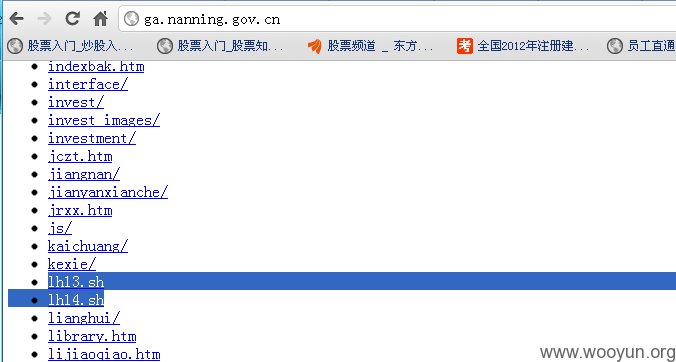 ga.nanning.gov.cn
股票入门_炒股入... 股票入门_股票知... 股票频道 _ 东方... 考 全国2012年注册建... 员工直通
indexbak.htm
interface/
invest/
invest_images/
investment/
jczt.htm
jiangnan/
jianyanxianche/
jrxx.htm
js/
kaichuang/
kexie/
lh13.sh
lh14.sh
lianghui/
library.htm
lijiaoqiao.htm
www.wooyun.org